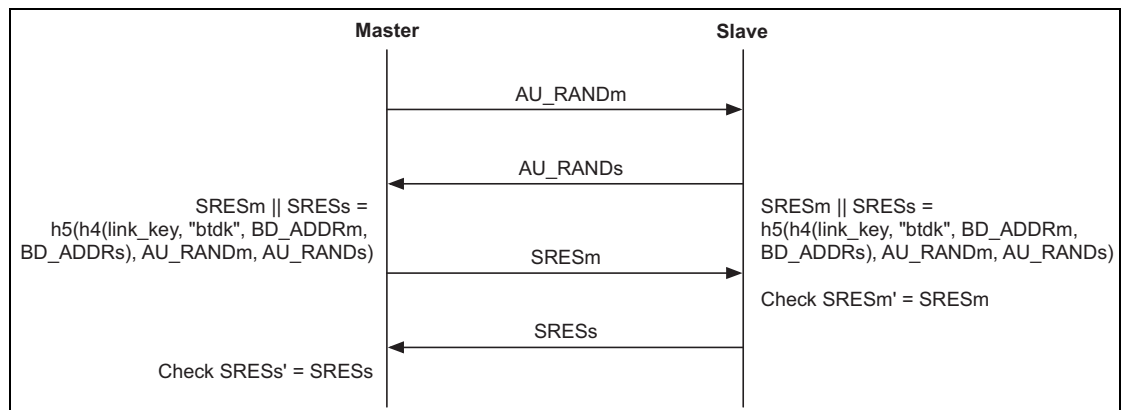 Master
Slave
AU_RANDm
AU_RANDs
SRESm || SRESs =
h5(h4(link_key, "btdk", BD_ADDRm,
BD_ADDRs), AU_RANDm, AU_RANDs)
SRESm || SRESs =
h5(h4(link_key, "btdk", BD_ADDRm,
BD_ADDRs), AU_RANDm, AU_RANDs)
SRESm
Check SRESm' = SRESm
SRESs
Check SRESs' = SRESs